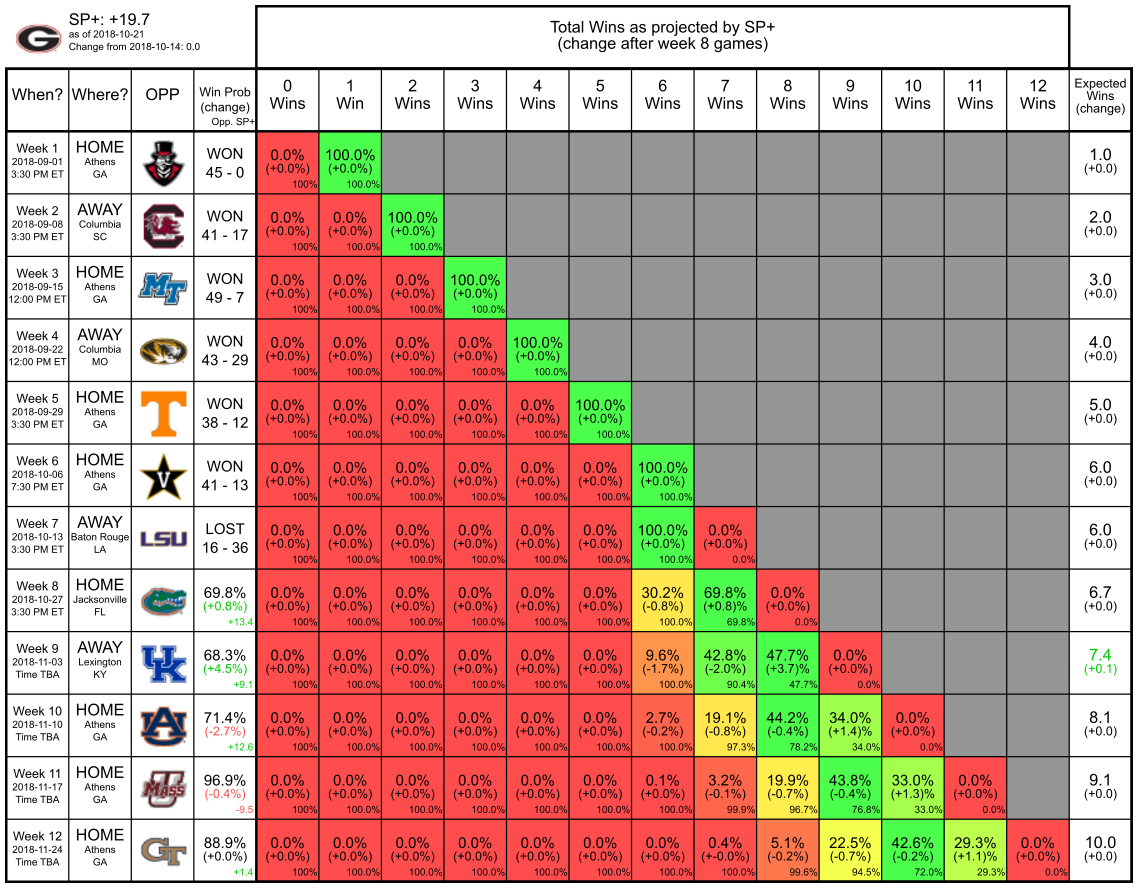 G
SP+: +19.7
as of 2018-10-21
Change from 2018-10-14: 0.0
Total Wins as projected by SP+
(change after week 8 games)
When? Where? OPP Win Prob (change) Opp. SP+ 0 Wins 1 Win 2 Wins 3 Wins 4 Wins 5 Wins 6 Wins 7 Wins 8 Wins 9 Wins 10 Wins 11 Wins 12 Wins Expected Wins (change)
Week 1 HOME WON 0.0% 100.0% 1.0
2018-09-01 Athens 45 - 0 (+0.0%) (+0.0%) (+0.0)
3:30 PM ET GA 100% 100.0%
Week 2 AWAY C WON 0.0% 0.0% 100.0% 2.0
2018-09-08 Columbia 41 - 17 (+0.0%) (+0.0%) (+0.0%) (+0.0)
3:30 PM ET SC 100% 100.0% 100.0%
Week 3 HOME MT WON 0.0% 0.0% 0.0% 100.0% 3.0
2018-09-15 Athens 49 - 7 (+0.0%) (+0.0%) (+0.0%) (+0.0%) (+0.0)
12:00 PM ET GA 100% 100.0% 100.0% 100.0%
Week 4 AWAY WON 0.0% 0.0% 0.0% 0.0% 100.0% 4.0
2018-09-22 Columbia 43 - 29 (+0.0%) (+0.0%) (+0.0%) (+0.0%) (+0.0%) (+0.0)
12:00 PM ET MO 100% 100.0% 100.0% 100.0% 100.0%
Week 5 HOME T WON 0.0% 0.0% 0.0% 0.0% 0.0% 100.0% 5.0
2018-09-29 Athens 38 - 12 (+0.0%) (+0.0%) (+0.0%) (+0.0%) (+0.0%) (+0.0%) (+0.0)
3:30 PM ET GA 100% 100.0% 100.0% 100.0% 100.0% 100.0%
Week 6 HOME V WON 0.0% 0.0% 0.0% 0.0% 0.0% 0.0% 100.0% 6.0
2018-10-06 Athens 41 - 13 (+0.0%) (+0.0%) (+0.0%) (+0.0%) (+0.0%) (+0.0%) (+0.0%) (+0.0)
7:30 PM ET GA 100% 100.0% 100.0% 100.0% 100.0% 100.0% 100.0%
Week 7 AWAY LSU LOST 0.0% 0.0% 0.0% 0.0% 0.0% 0.0% 100.0% 0.0% 6.0
2018-10-13 Baton Rouge 16 - 36 (+0.0%) (+0.0%) (+0.0%) (+0.0%) (+0.0%) (+0.0%) (+0.0%) (+0.0%) (+0.0)
3:30 PM ET LA 100% 100.0% 100.0% 100.0% 100.0% 100.0% 100.0% 0.0%
Week 8 HOME 69.8% 0.0% 0.0% 0.0% 0.0% 0.0% 0.0% 30.2% 69.8% 0.0% 6.7
2018-10-27 Jacksonville (+0.8%) (+0.0%) (+0.0%) (+0.0%) (+0.0%) (+0.0%) (+0.0%) (-0.8%) (+0.8)% (+0.0%) (+0.0)
3:30 PM ET FL +13.4 100% 100.0% 100.0% 100.0% 100.0% 100.0% 100.0% 69.8% 0.0%
Week 9 AWAY UK 68.3% 0.0% 0.0% 0.0% 0.0% 0.0% 0.0% 9.6% 42.8% 47.7% 0.0% 7.4
2018-11-03 Lexington (+4.5%) (+0.0%) (+0.0%) (+0.0%) (+0.0%) (+0.0%) (+0.0%) (-1.7%) (-2.0%) (+3.7)% (+0.0%) (+0.1)
Time TBA KY +9.1 100% 100.0% 100.0% 100.0% 100.0% 100.0% 100.0% 90.4% 47.7% 0.0%
Week 10 HOME AU 71.4% 0.0% 0.0% 0.0% 0.0% 0.0% 0.0% 2.7% 19.1% 44.2% 34.0% 0.0% 8.1
2018-11-10 Athens (-2.7%) (+0.0%) (+0.0%) (+0.0%) (+0.0%) (+0.0%) (+0.0%) (-0.2%) (-0.8%) (-0.4%) (+1.4)% (+0.0%) (+0.0)
Time TBA GA +12.6 100% 100.0% 100.0% 100.0% 100.0% 100.0% 100.0% 97.3% 78.2% 34.0% 0.0%
Week 11 HOME U MASS 96.9% 0.0% 0.0% 0.0% 0.0% 0.0% 0.0% 0.1% 3.2% 19.9% 43.8% 33.0% 0.0% 9.1
2018-11-17 Athens (-0.4%) (+0.0%) (+0.0%) (+0.0%) (+0.0%) (+0.0%) (+0.0%) (+0.0%) (-0.1%) (-0.7%) (-0.4%) (+1.3)% (+0.0%) (+0.0)
Time TBA GA -9.5 100% 100.0% 100.0% 100.0% 100.0% 100.0% 100.0% 99.9% 96.7% 76.8% 33.0% 0.0%
Week 12 HOME GT 88.9% 0.0% 0.0% 0.0% 0.0% 0.0% 0.0% 0.0% 0.4% 5.1% 22.5% 42.6% 29.3% 0.0% 10.0
2018-11-24 Athens (+0.0%) (+0.0%) (+0.0%) (+0.0%) (+0.0%) (+0.0%) (+0.0%) (+0.0%) (+-0.0%) (-0.2%) (-0.7%) (-0.2%) (+1.1)% (+0.0%) (+0.0)
Time TBA GA +1.4 100% 100.0% 100.0% 100.0% 100.0% 100.0% 100.0% 100.0% 99.6% 94.5% 72.0% 29.3% 0.0%